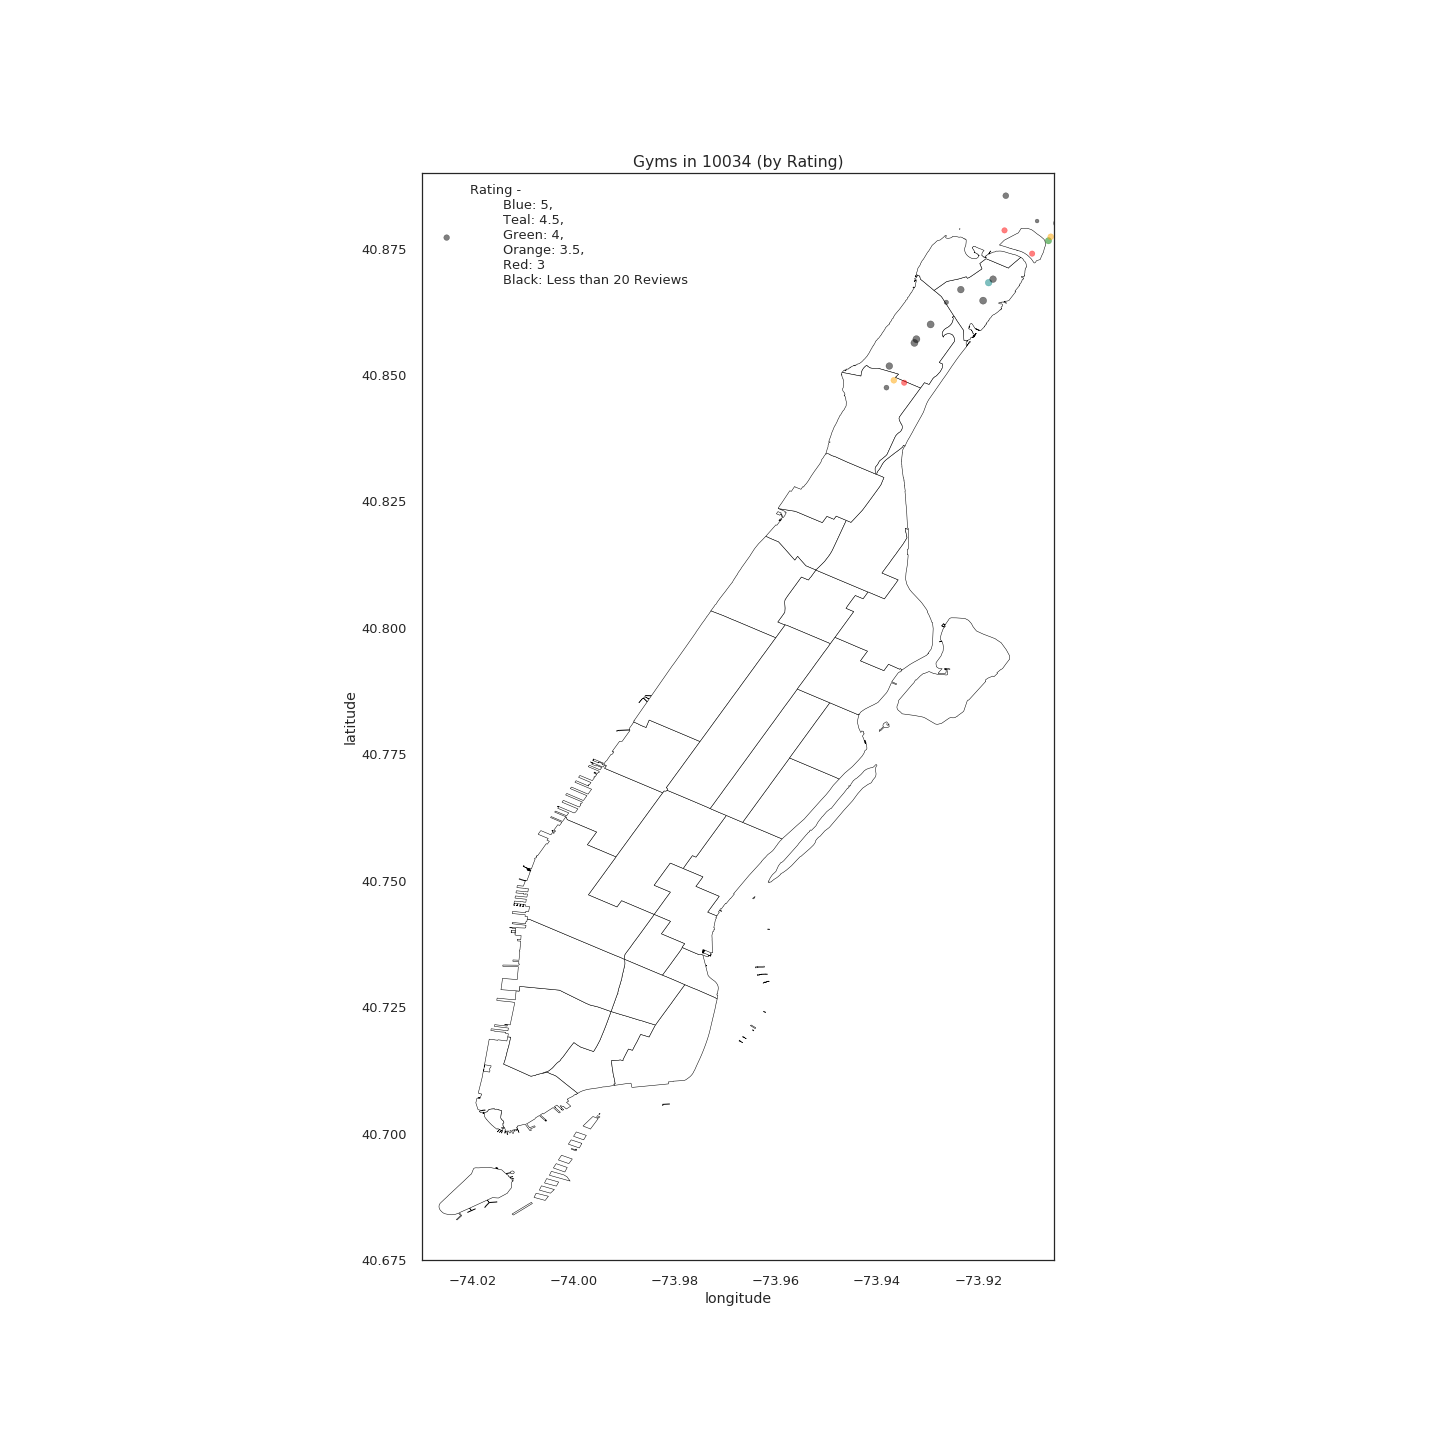 Gyms in 10034 (by Rating)
Rating -
Blue: 5,
Teal: 4.5,
Green: 4,
Orange: 3.5,
Red: 3
Black: Less than 20 Reviews
40.875
40.850
40.825
40.800
40.775
40.750
40.725
40.700
40.675
latitude
−74.02 −74.00 −73.98 −73.96 −73.94 −73.92
longitude